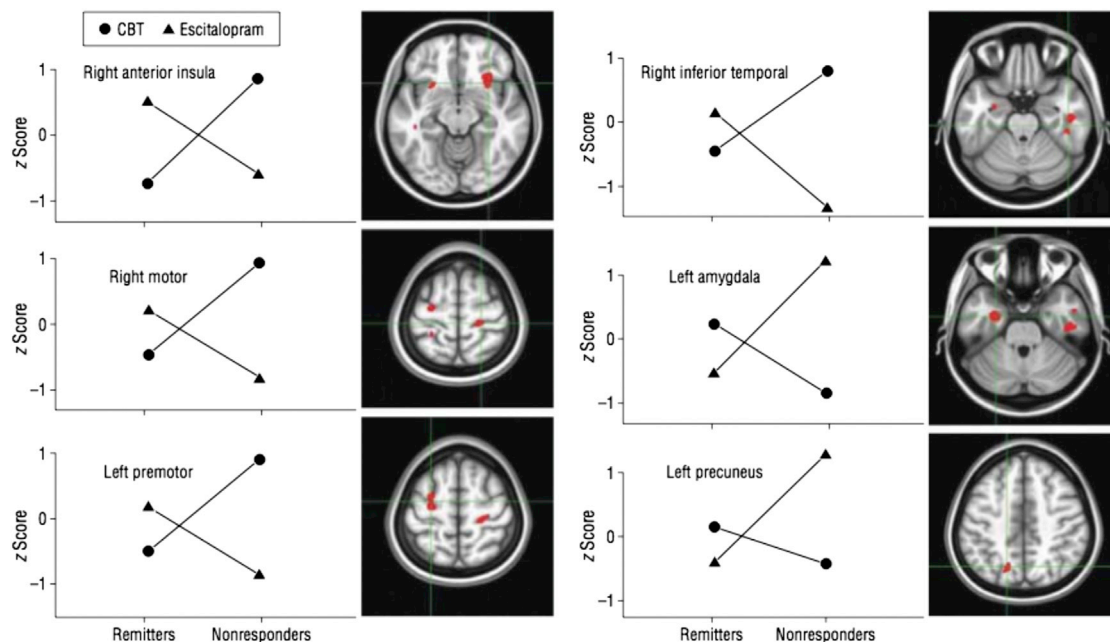 CBT Escitalopram
Right anterior insula
1
0
−1
z Score
Right motor
1
0
−1
z Score
Left premotor
1
0
−1
z Score
Remitters Nonresponders
Right inferior temporal
1
0
−1
z Score
Left amygdala
1
0
−1
z Score
Left precuneus
1
0
−1
z Score
Remitters Nonresponders